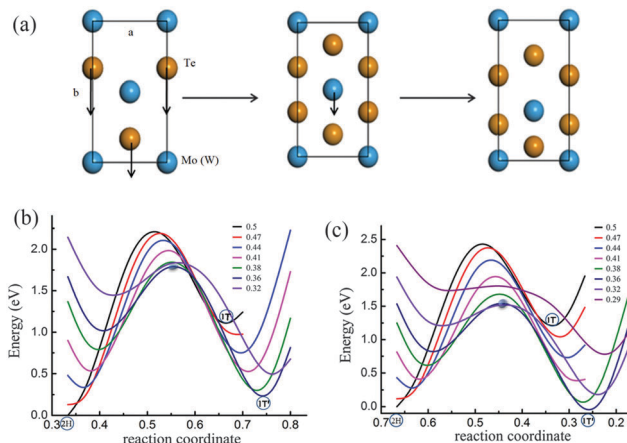 (a)
a
Te
b
Mo (W)
(b)
(c)
2.0
1.5
1.0
0.5
0.0
Energy (eV)
0.5
0.47
0.44
0.41
0.38
0.36
0.32
1T
1T'
2H
0.3 0.4 0.5 0.6 0.7 0.8
reaction coordinate
2.5
2.0
1.5
1.0
0.5
0.0
Energy (eV)
0.5
0.47
0.44
0.41
0.38
0.36
0.32
0.29
1T
1T'
2H
0.7 0.6 0.5 0.4 0.3 0.2
reaction coordinate